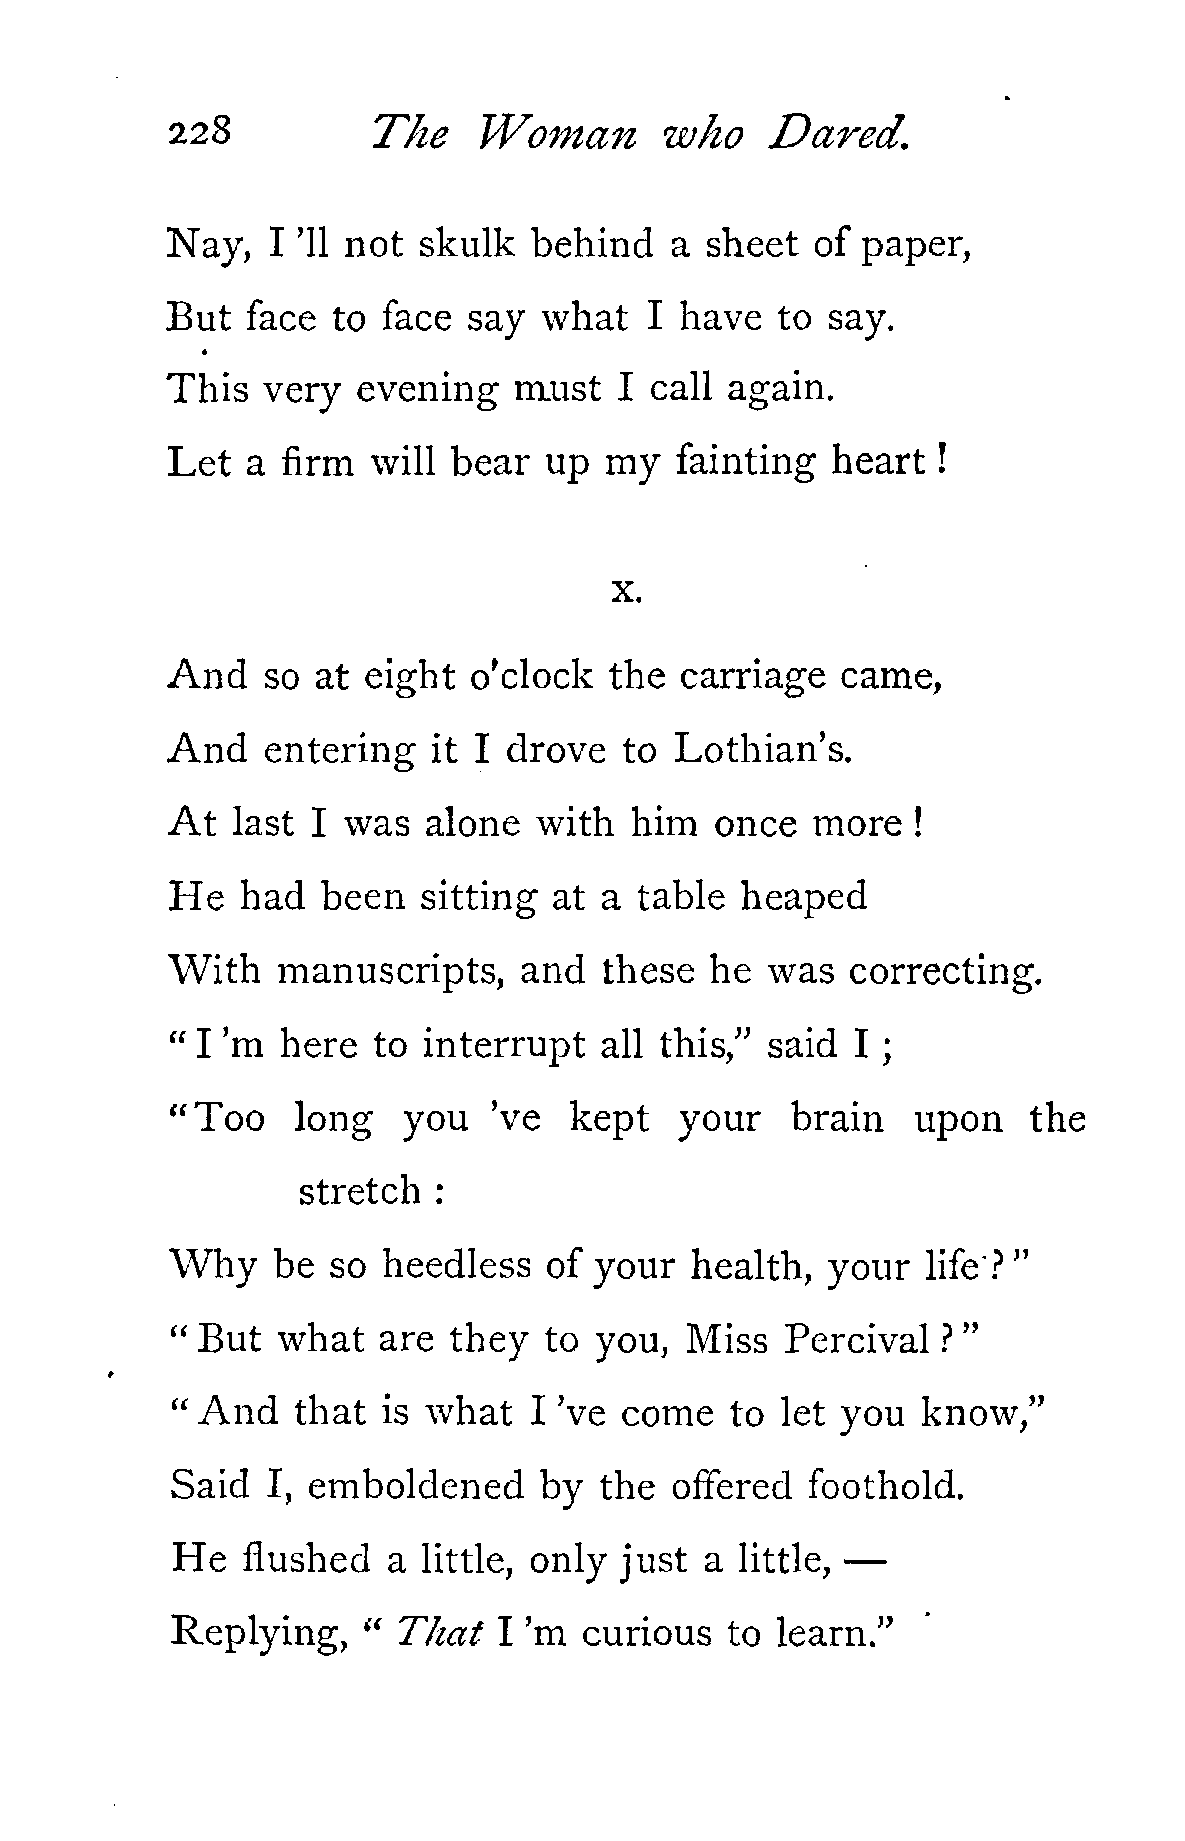 228 The Woman who Dared.
Nay, I 'll not skulk behind a sheet of paper,
But face to face say what I have to say.
This very evening must I call again.
Let a firm will bear up my fainting heart !
X.
And so at eight o'clock the carriage came,
And entering it I drove to Lothian's.
At last I was alone with him once more !
He had been sitting at a table heaped
With manuscripts, and these he was correcting.
" I 'm here to interrupt all this," said I ;
"Too long you 've kept your brain upon the
stretch :
Why be so heedless of your health, your life ? "
" But what are they to you, Miss Percival ? "
" And that is what I 've come to let you know,"
Said I, emboldened by the offered foothold.
He flushed a little, only just a little, —
Replying, " That I 'm curious to learn."